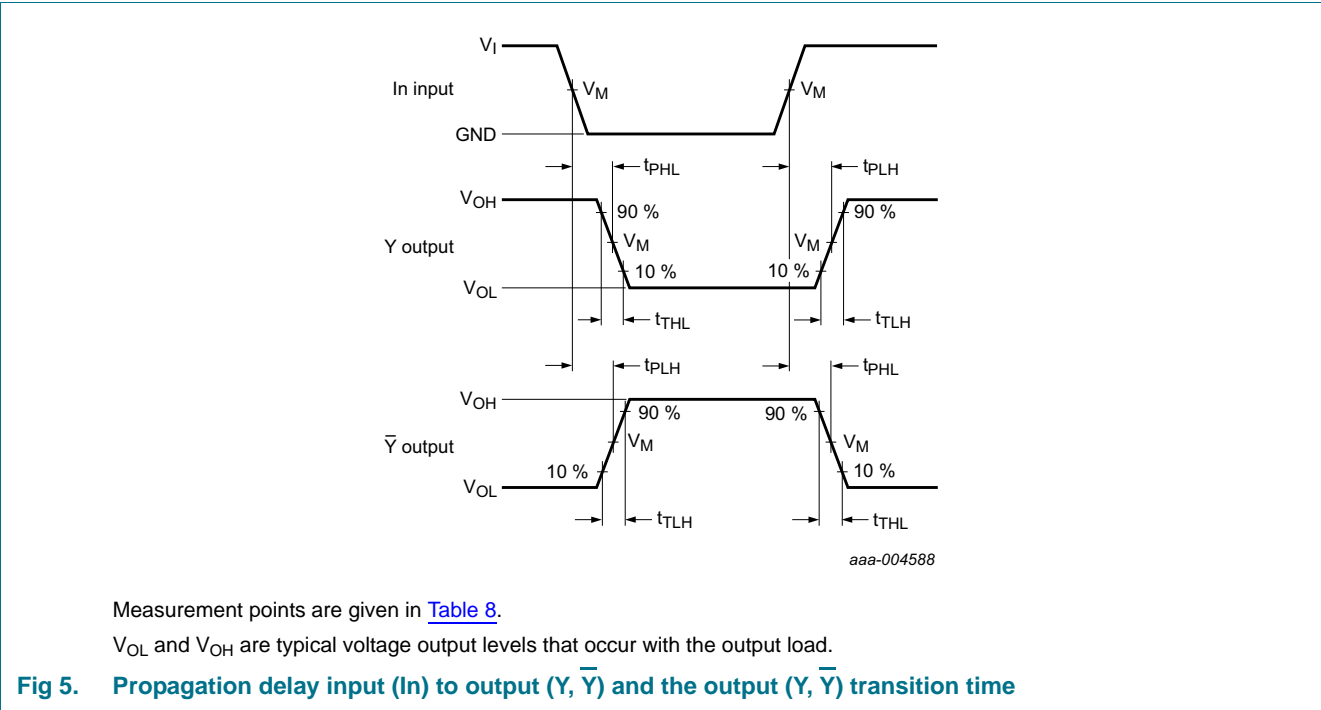 VI
In input
VM
VM
GND
tPHL
tPLH
VOH
90 %
90 %
Y output
VM
VM
10 %
10 %
VOL
tTHL
tTLH
tPLH
tPHL
VOH
90 %
90 %
Y̅ output
VM
VM
10 %
10 %
VOL
tTLH
tTHL
aaa-004588
Measurement points are given in Table 8.
VOL and VOH are typical voltage output levels that occur with the output load.
Fig 5. Propagation delay input (In) to output (Y, Y̅) and the output (Y, Y̅) transition time